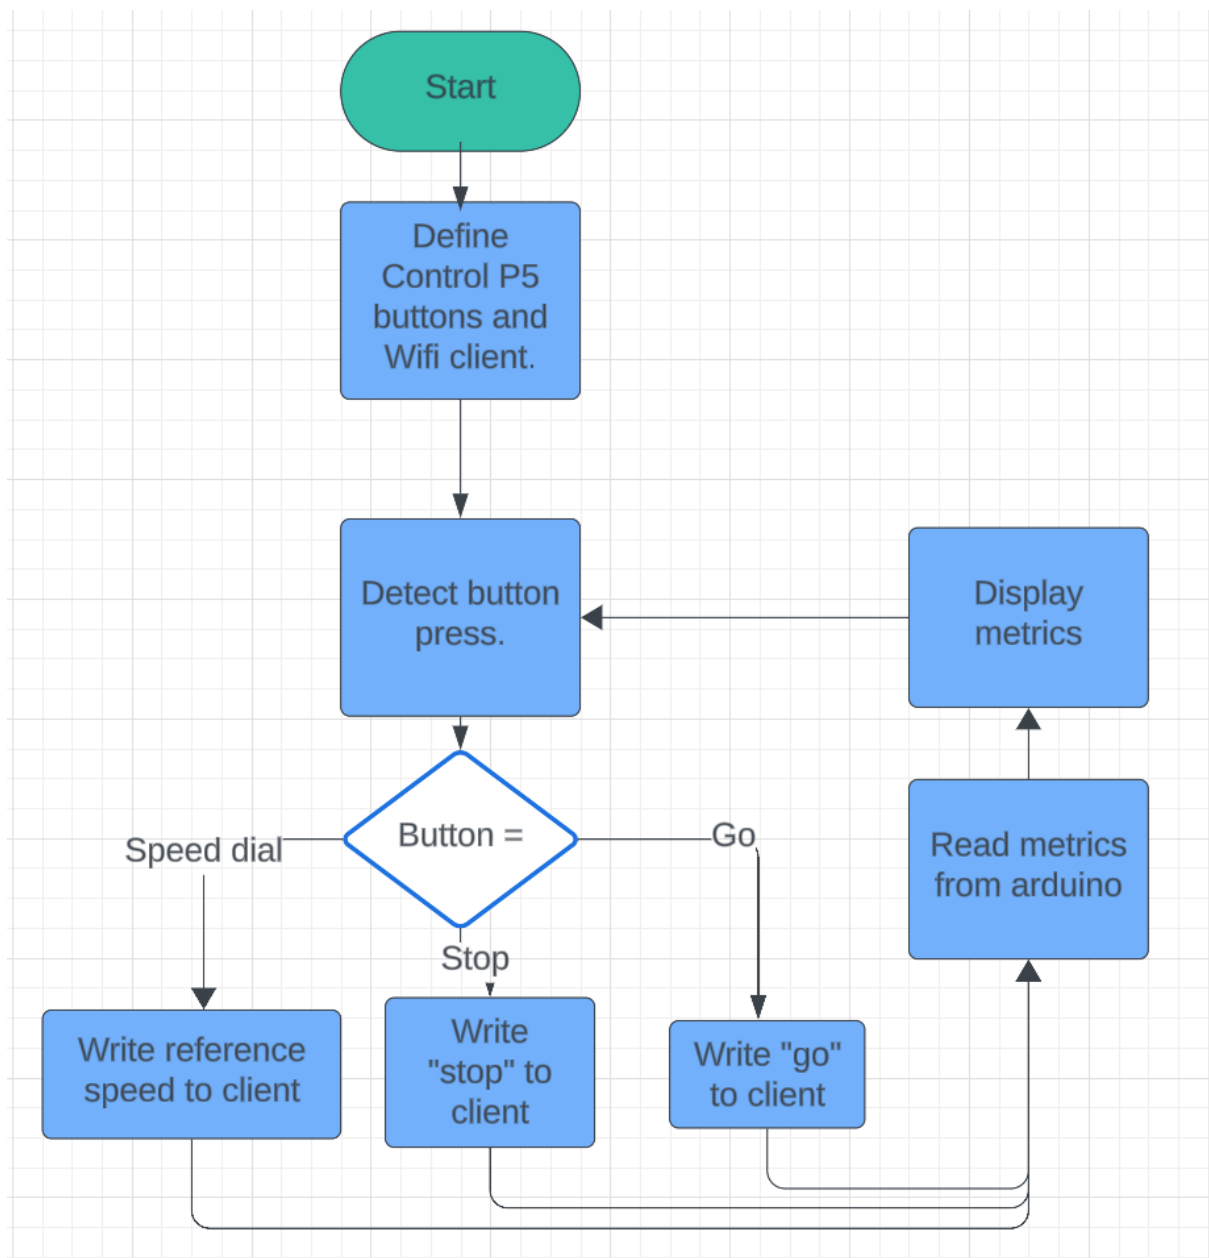 Start
Define
Control P5
buttons and
Wifi client.
Detect button
press.
Display
metrics
Button =
Speed dial
Go
Stop
Read metrics
from arduino
Write reference
speed to client
Write
"stop" to
client
Write "go"
to client